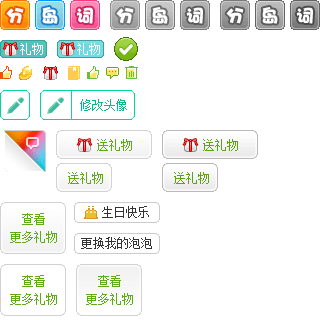 分 岛 词 分 岛 词 分 岛 词
礼物 礼物
修改头像
送礼物 送礼物
送礼物 送礼物
查看
更多礼物
生日快乐
更换我的泡泡
查看
更多礼物
查看
更多礼物